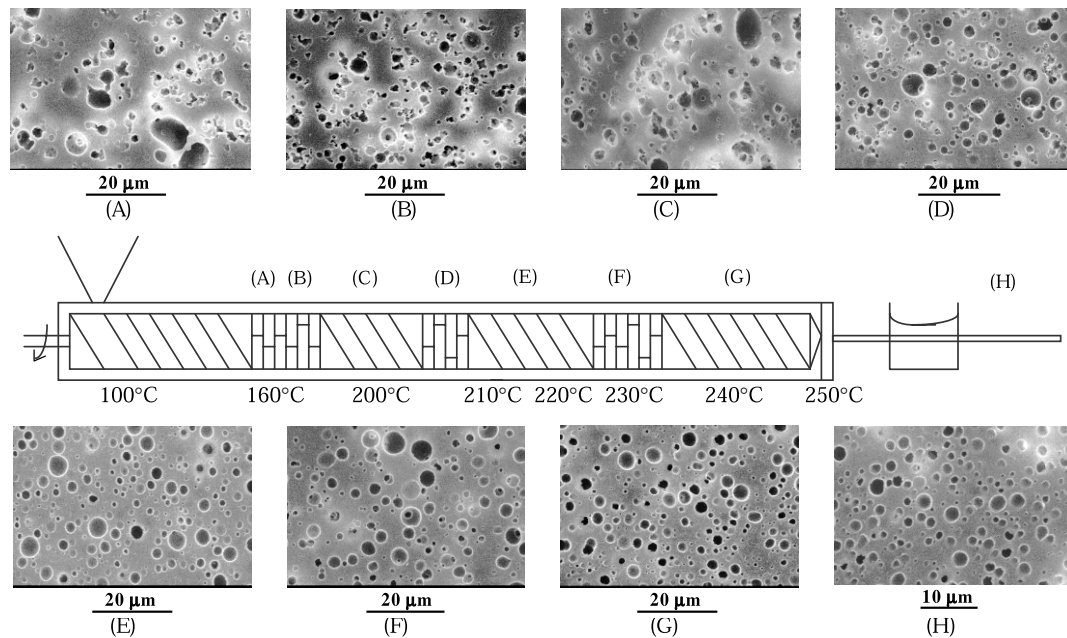 20 μm 20 μm 20 μm 20 μm
(A) (B) (C) (D)
(A) (B) (C) (D) (E) (F) (G) (H)
100°C 160°C 200°C 210°C 220°C 230°C 240°C 250°C
20 μm 20 μm 20 μm 10 μm
(E) (F) (G) (H)